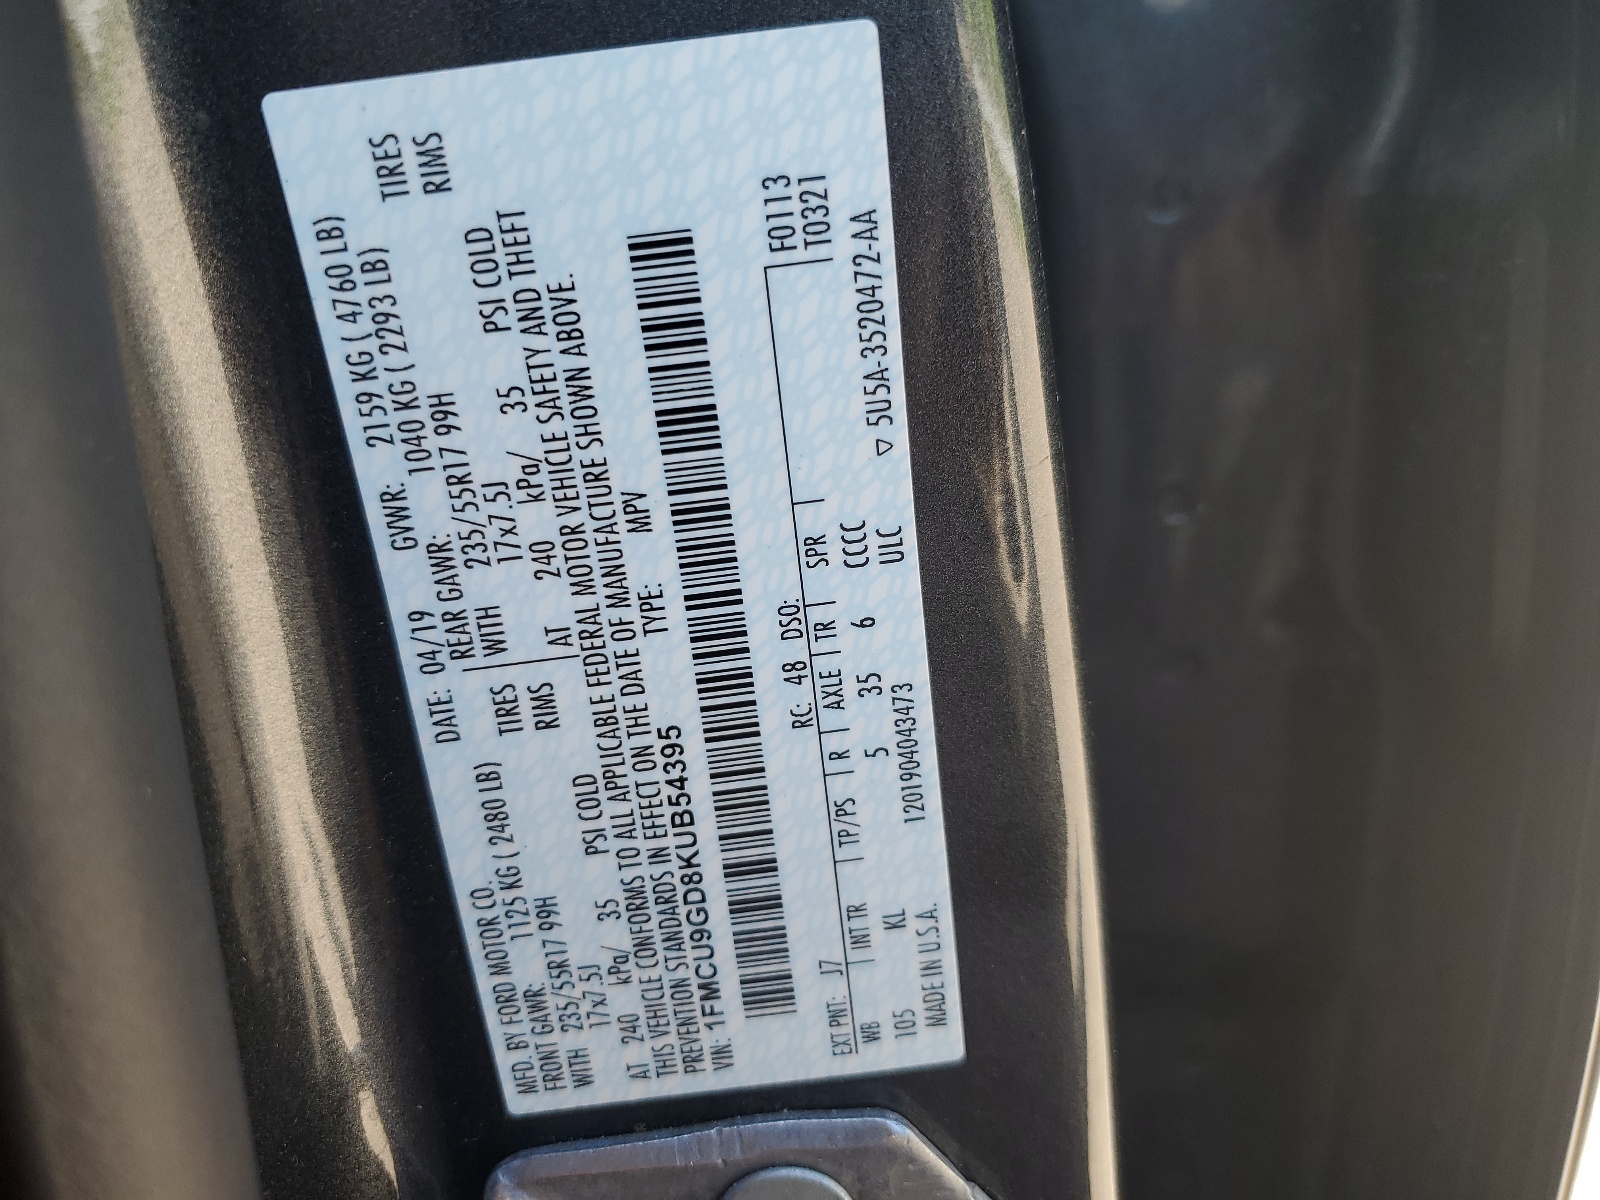 MFD. BY FORD MOTOR CO. DATE: 04/19 GVWR: 2159 KG ( 4760 LB)
FRONT GAWR: 1125 KG ( 2480 LB) REAR GAWR: 1040 KG ( 2293 LB)
WITH 235/55R17 99H TIRES WITH 235/55R17 99H TIRES
17x7.5J RIMS 17x7.5J RIMS
AT 240 kPa/ 35 PSI COLD AT 240 kPa/ 35 PSI COLD
THIS VEHICLE CONFORMS TO ALL APPLICABLE FEDERAL MOTOR VEHICLE SAFETY AND THEFT
PREVENTION STANDARDS IN EFFECT ON THE DATE OF MANUFACTURE SHOWN ABOVE.
VIN: 1FMCU9GD8KUB54395 TYPE: MPV
F0113
T0321
EXT PNT: J7 RC: 48 DSO:
WB INT TR TP/PS R AXLE TR SPR
105 KL 5 35 6 CCCC
ULC
MADE IN U.S.A. 1201904043473 ▽ 5U5A-3520472-AA